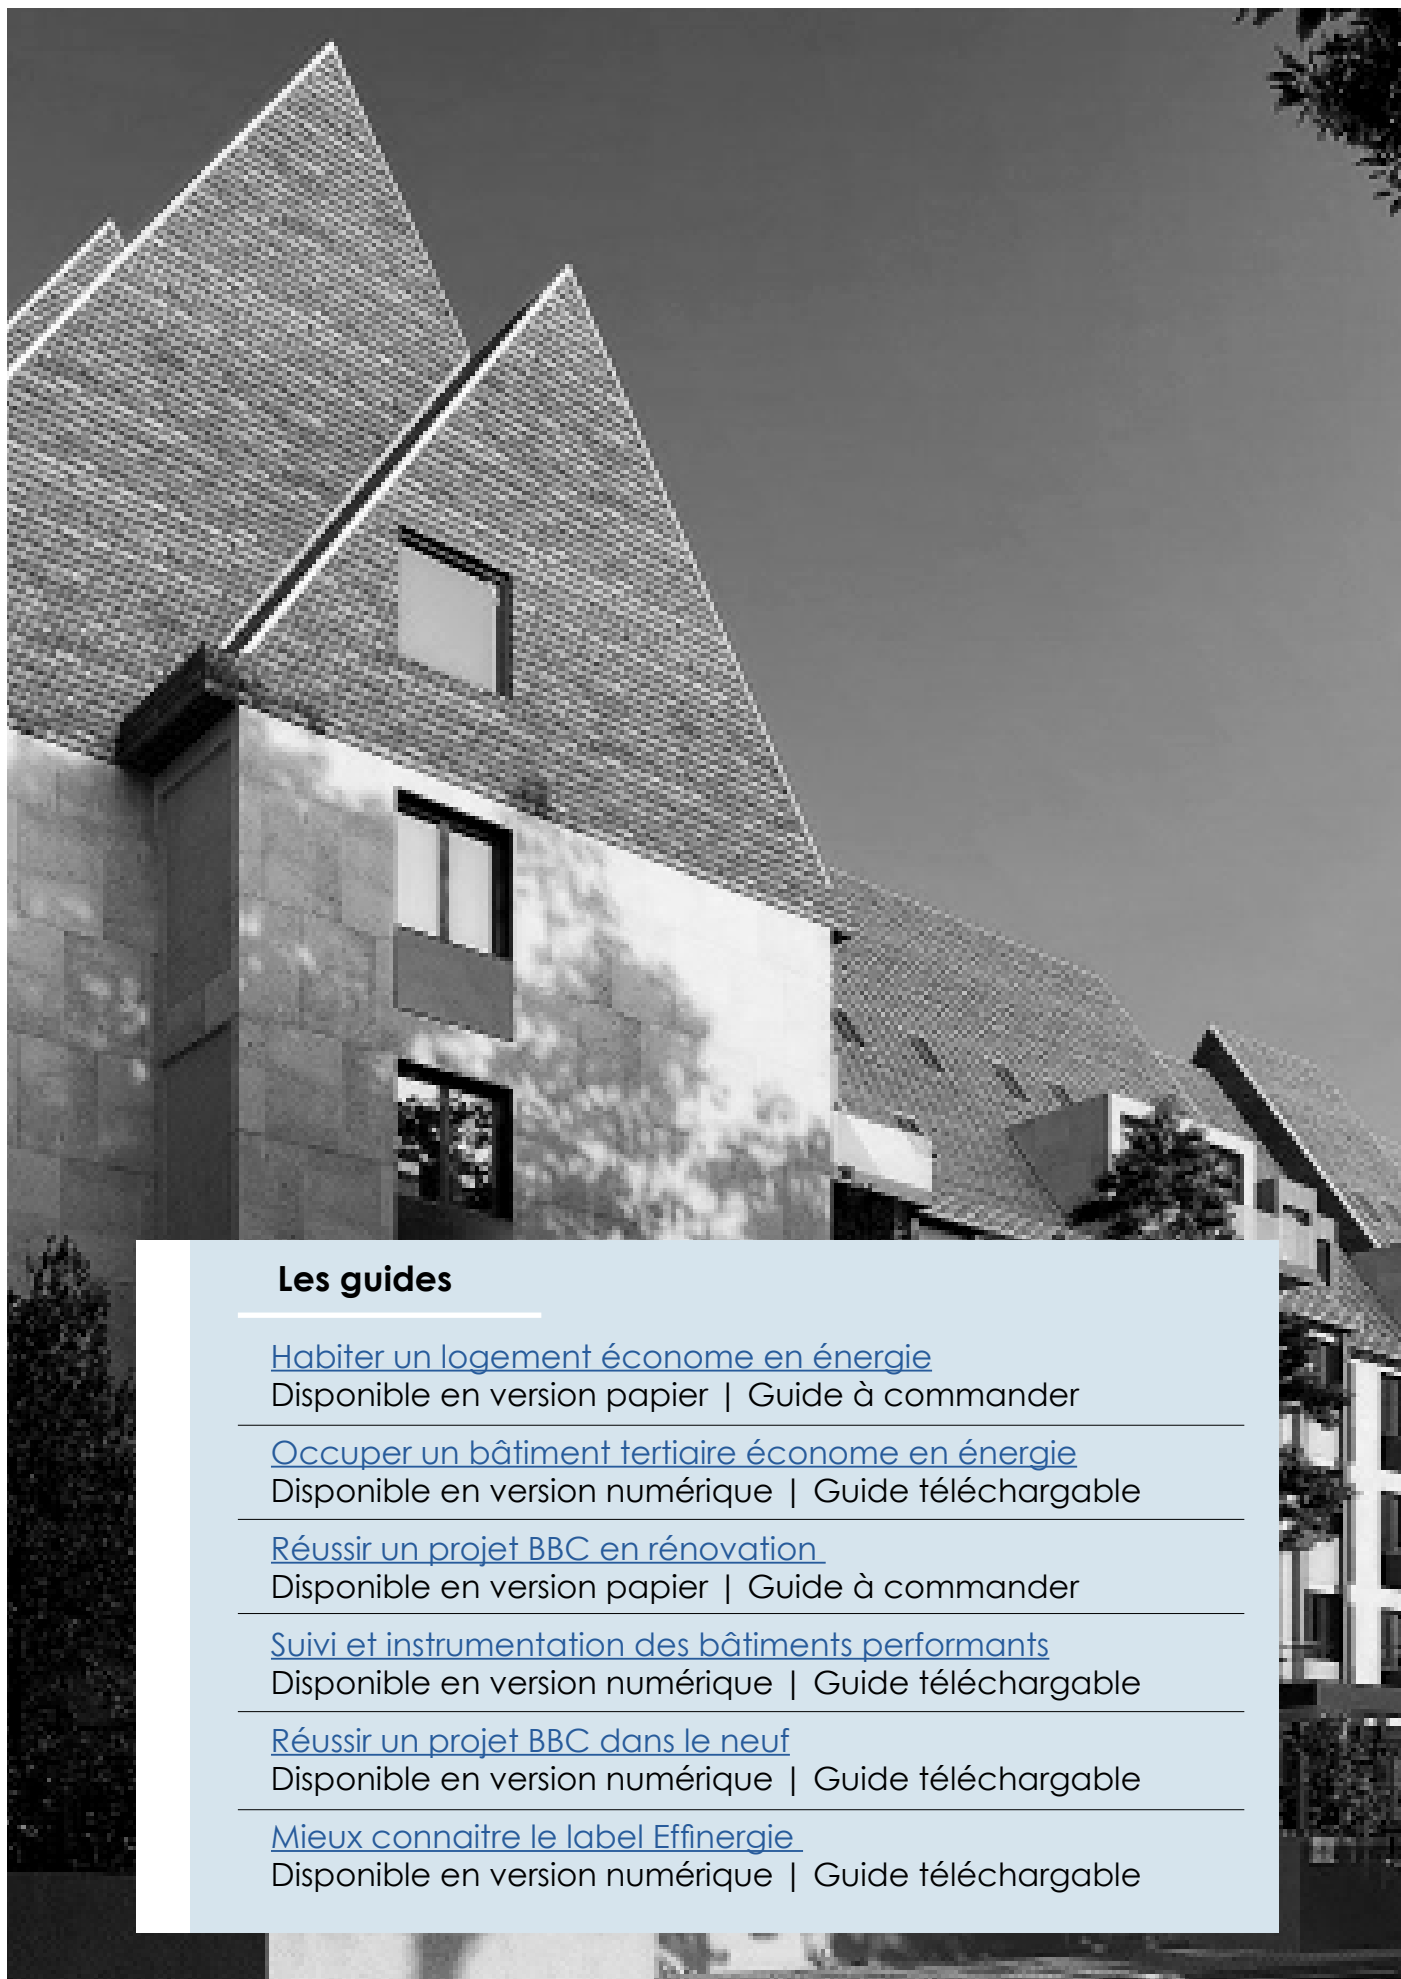 Les guides
Habiter un logement économe en énergie
Disponible en version papier | Guide à commander
Occuper un bâtiment tertiaire économe en énergie
Disponible en version numérique | Guide téléchargable
Réussir un projet BBC en rénovation
Disponible en version papier | Guide à commander
Suivi et instrumentation des bâtiments performants
Disponible en version numérique | Guide téléchargable
Réussir un projet BBC dans le neuf
Disponible en version numérique | Guide téléchargable
Mieux connaitre le label Effinergie
Disponible en version numérique | Guide téléchargable